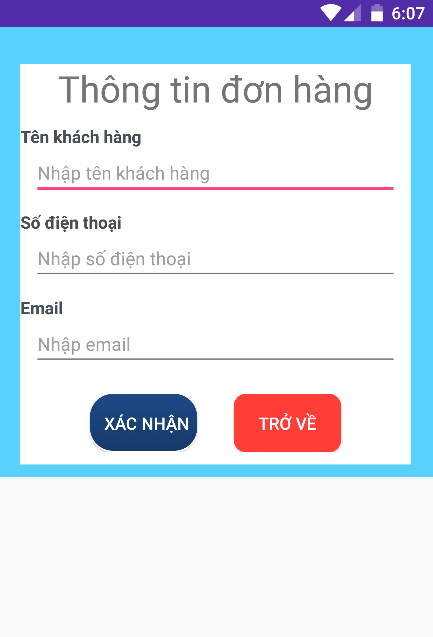 6:07
Thông tin đơn hàng
Tên khách hàng
Nhập tên khách hàng
Số điện thoại
Nhập số điện thoại
Email
Nhập email
XÁC NHẬN TRỞ VỀ